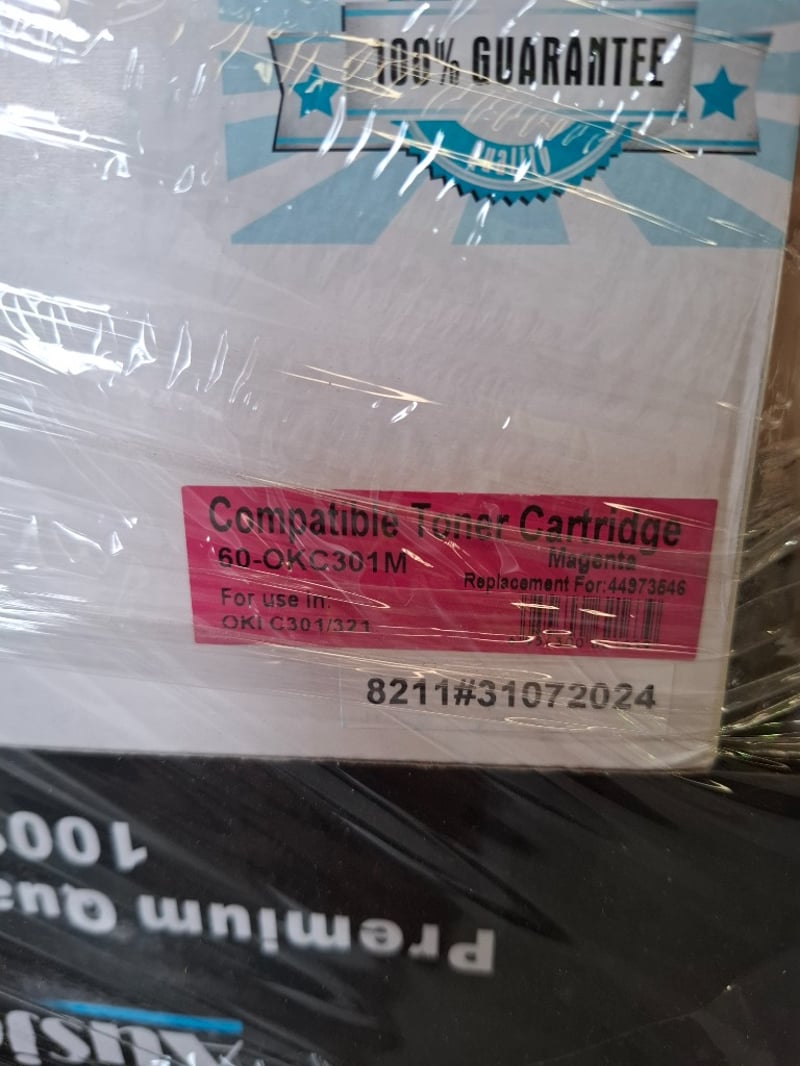 100% GUARANTEE
Quality
Compatible Toner Cartridge
60-OKC301M
Magenta
Replacement For:44973546
For use in:
OKI C301/321
8211#31072024
100%
Premium